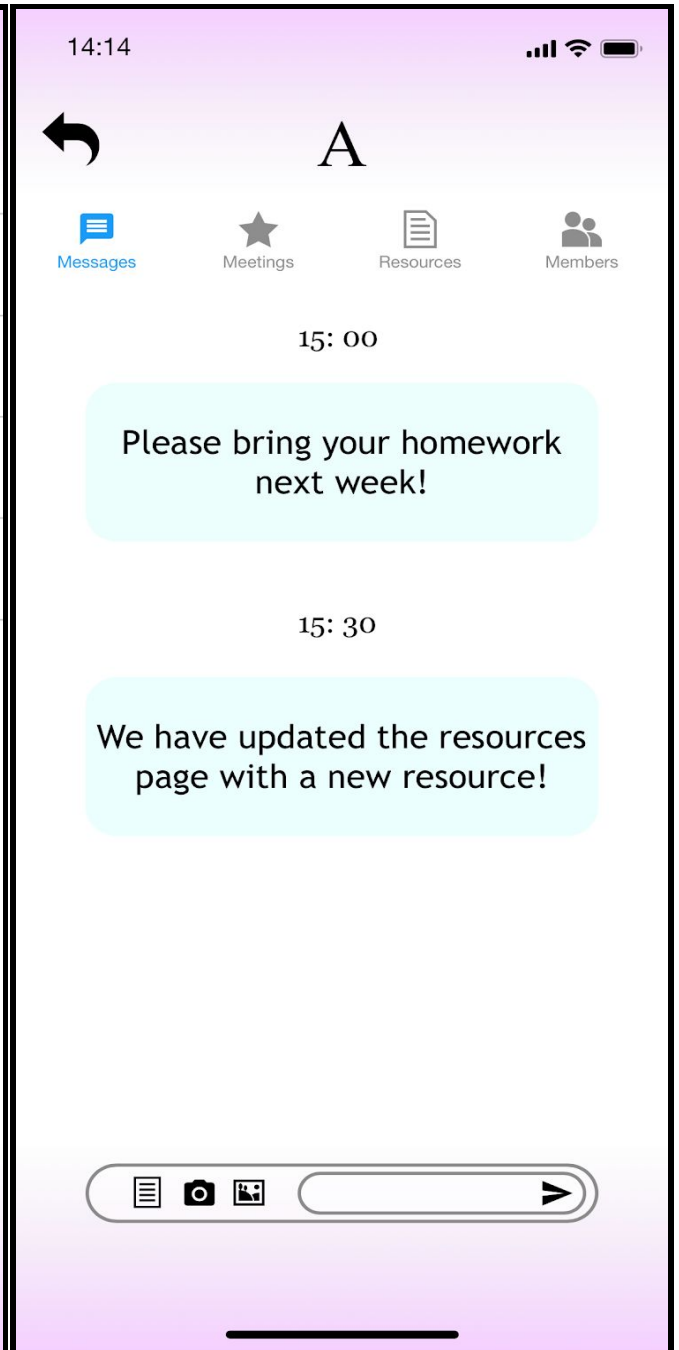 14:14
A
Messages Meetings Resources Members
15: 00
Please bring your homework
next week!
15: 30
We have updated the resources
page with a new resource!